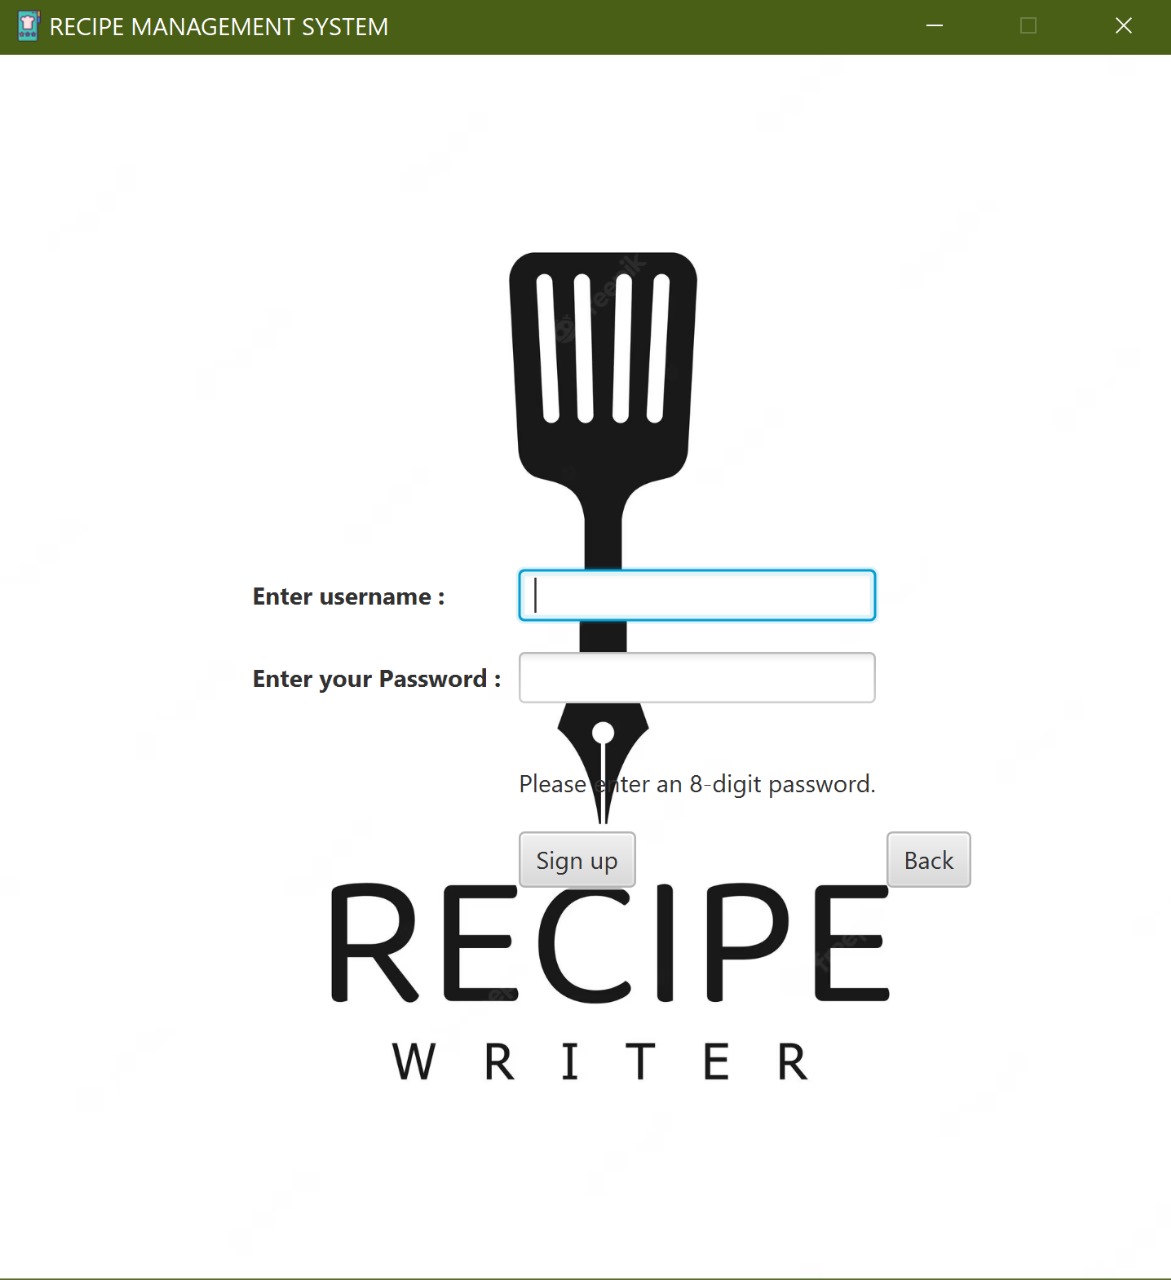 RECIPE MANAGEMENT SYSTEM
Enter username :
Enter your Password :
Please enter an 8-digit password.
Sign up Back
RECIPE
WRITER